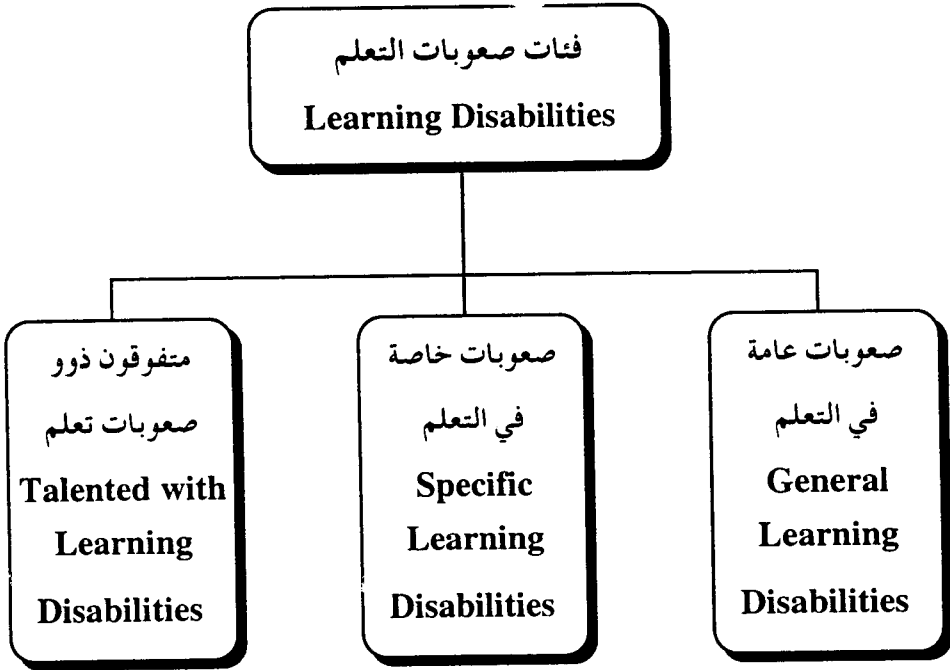 فئات صعوبات التعلم
Learning Disabilities
صعوبات عامة
في التعلم
General
Learning
Disabilities
صعوبات خاصة
في التعلم
Specific
Learning
Disabilities
متفوقون ذوو
صعوبات تعلم
Talented with
Learning
Disabilities